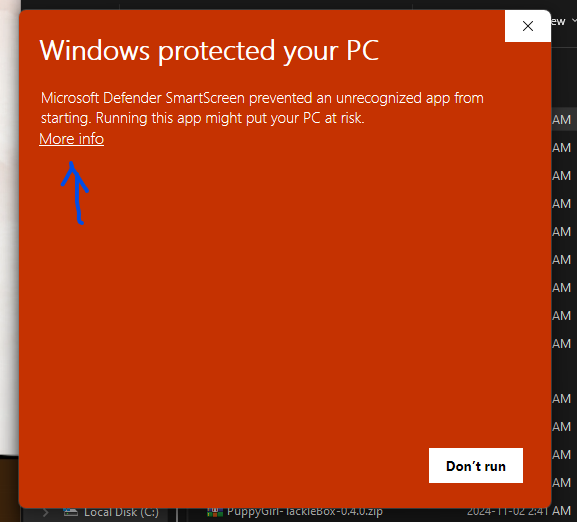 ew
Windows protected your PC
Microsoft Defender SmartScreen prevented an unrecognized app from
starting. Running this app might put your PC at risk.
More info
AM
AM
AM
AM
AM
AM
AM
AM
AM
AM
AM
AM
AM
Don't run
Local Disk (C:)
PuppyGirl-TackleBox-0.4.0.zip
2024-11-02 2:41 AM